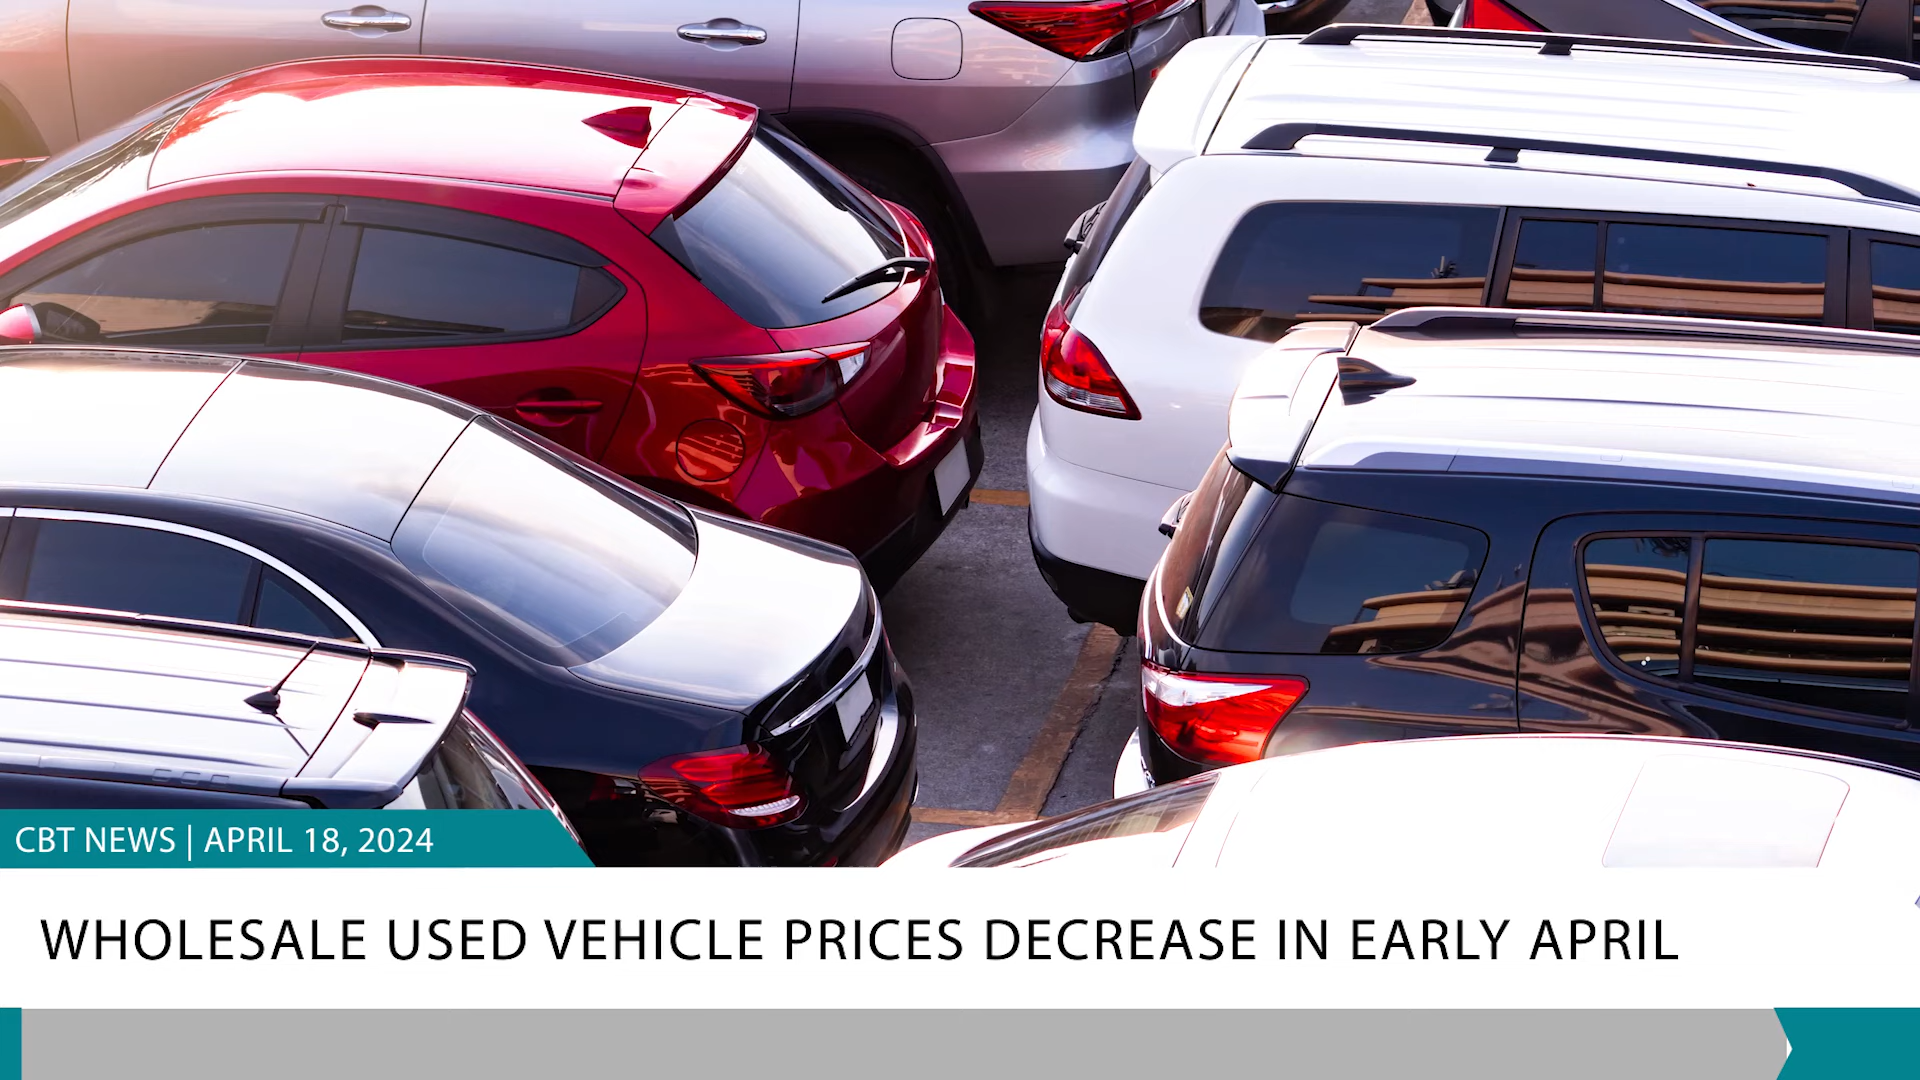 CBT NEWS | APRIL 18, 2024
WHOLESALE USED VEHICLE PRICES DECREASE IN EARLY APRIL